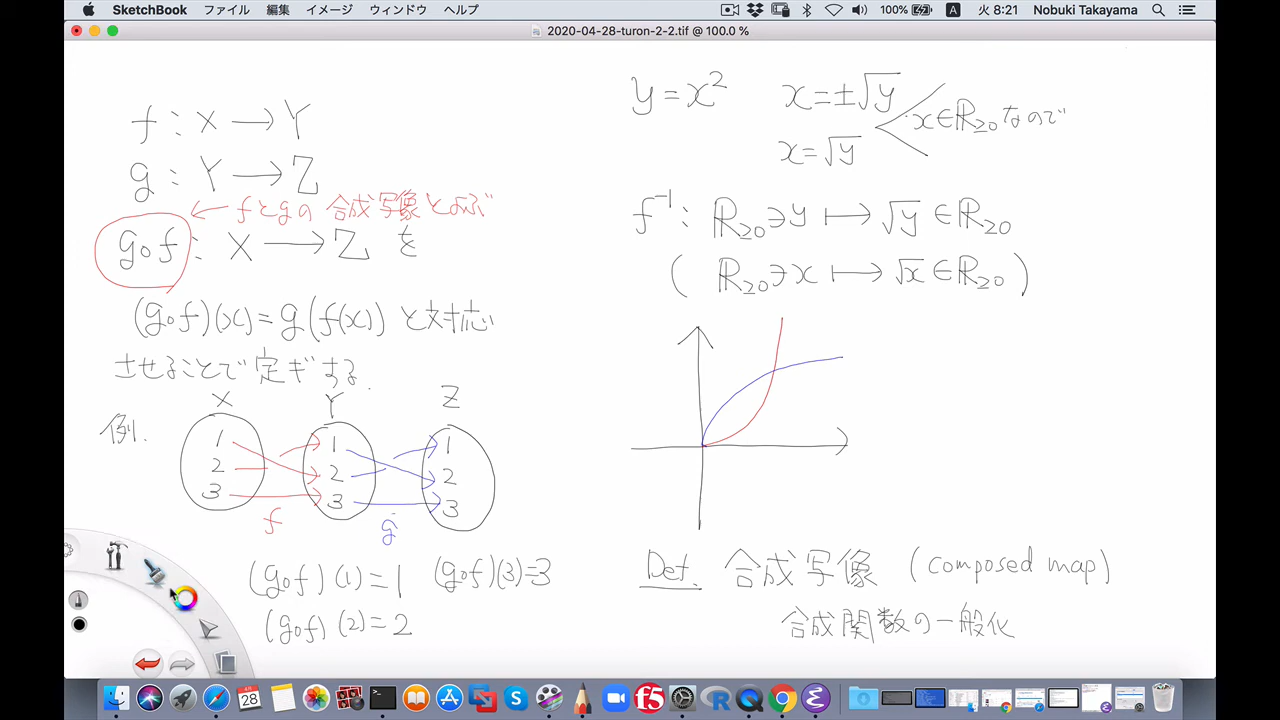 SketchBook ファイル 編集 イメージ ウィンドウ ヘルプ 100% A 火 8:21 Nobuki Takayama
2020-04-28-turon-2-2.tif @ 100.0 %
f : X → Y
g : Y → Z
← fとgの 合成写像とよぶ
g∘f : X → Z を
(g∘f)(x) = g(f(x)) と対応
させることで定ぎする.
例.
X Y Z
1 1 1
2 2 2
3 3 3
f g
(g∘f)(1) = 1 (g∘f)(3) = 3
(g∘f)(2) = 2
y = x² x = ±√y
x ∈ ℝ≥0 なので
x = √y
f⁻¹ : ℝ≥0 ∋ y ↦ √y ∈ ℝ≥0
( ℝ≥0 ∋ x ↦ √x ∈ ℝ≥0 )
Def. 合成写像 (composed map)
合成関数の一般化
4月
28
f5
R